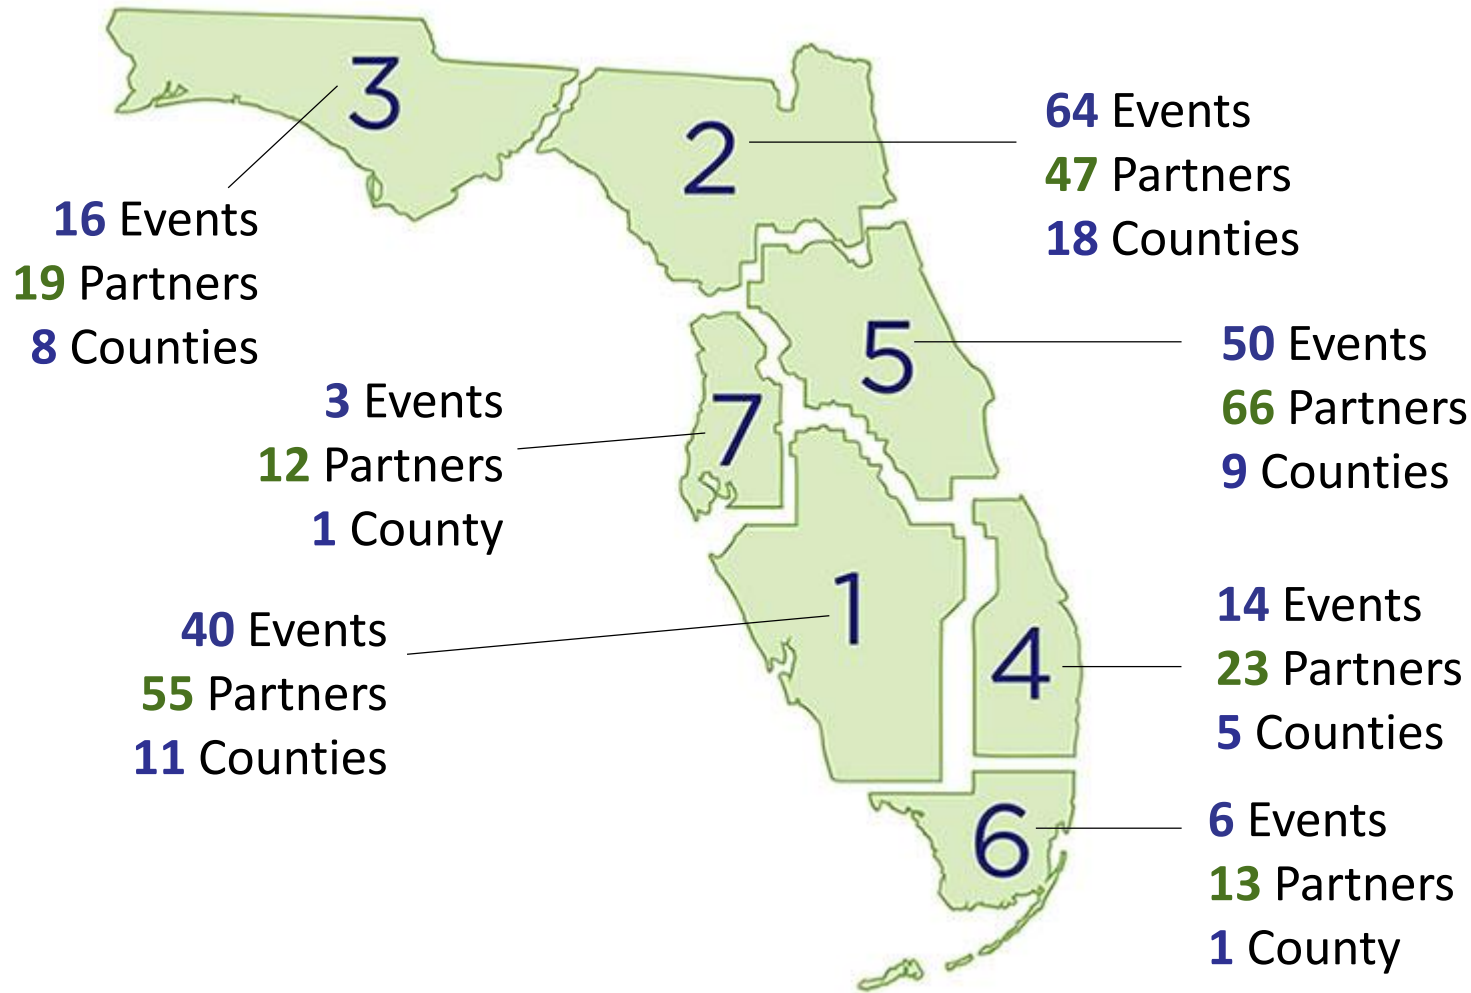 3
16 Events
19 Partners
8 Counties
2
64 Events
47 Partners
18 Counties
5
50 Events
66 Partners
9 Counties
7
3 Events
12 Partners
1 County
1
40 Events
55 Partners
11 Counties
4
14 Events
23 Partners
5 Counties
6
6 Events
13 Partners
1 County